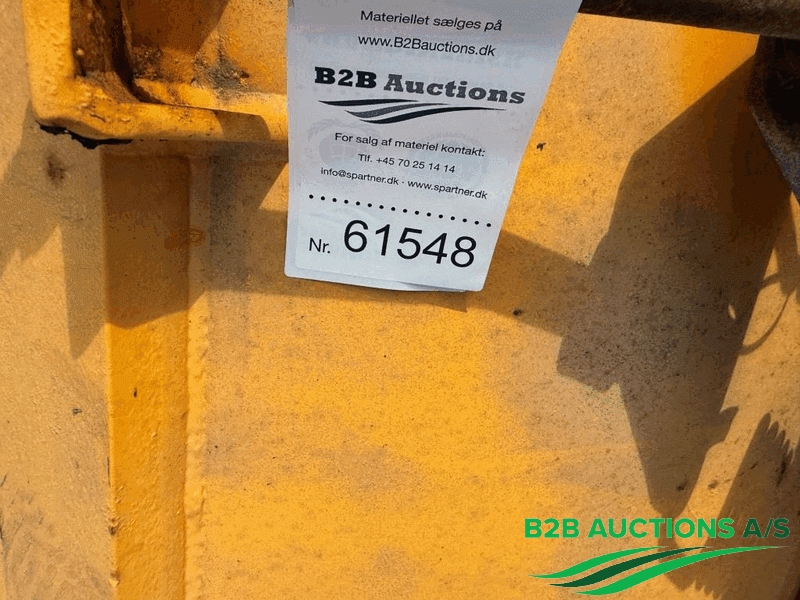 Materiellet sælges på
www.B2Bauctions.dk
B2B Auctions
For salg af materiel kontakt:
Tlf. +45 70 25 14 14
info@spartner.dk · www.spartner.dk
Nr. 61548
B2B AUCTIONS A/S